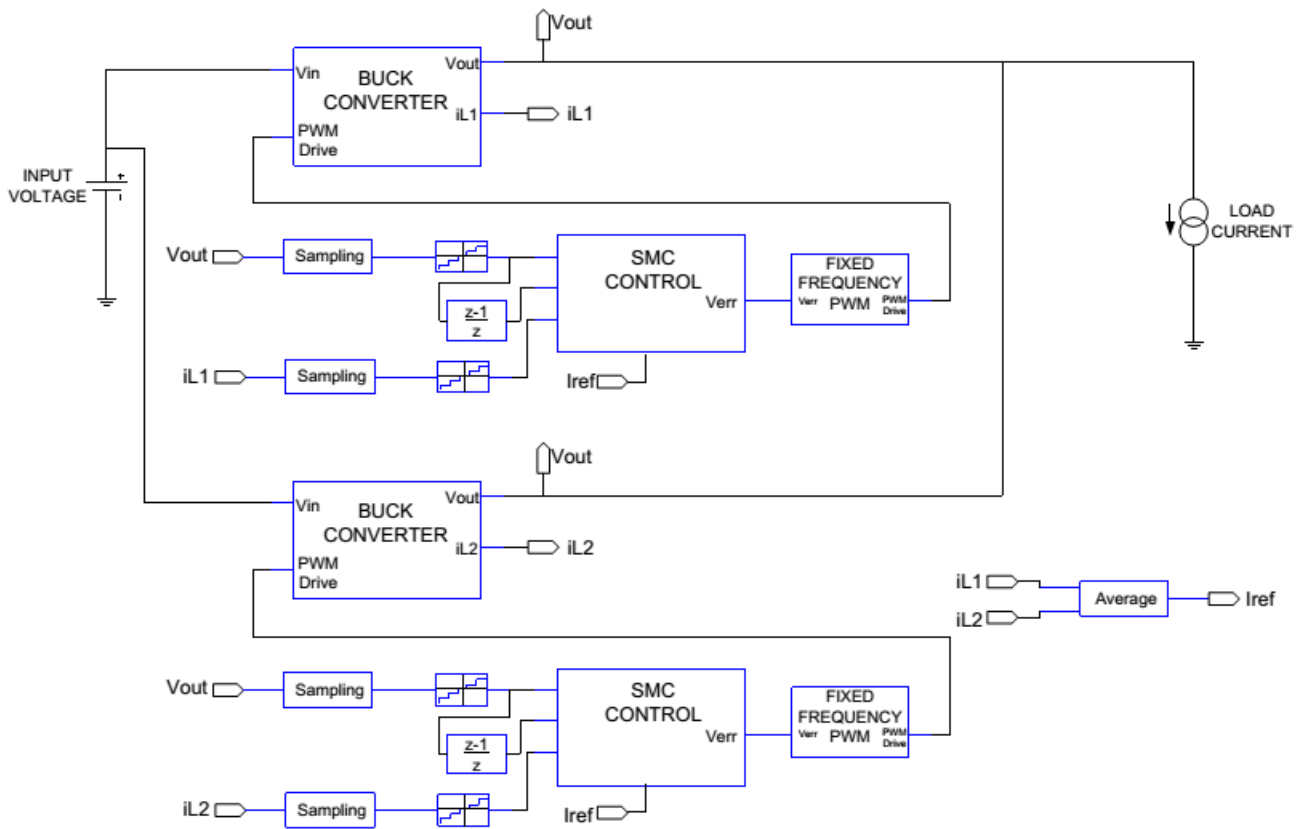 Vout
Vin
BUCK
CONVERTER
Vout
iL1
iL1
PWM
Drive
INPUT
VOLTAGE
+
-
LOAD
CURRENT
Vout
Sampling
z-1
z
SMC
CONTROL
Verr
FIXED
FREQUENCY
Verr PWM PWM
Drive
iL1
Sampling
Iref
Vout
Vin
BUCK
CONVERTER
Vout
iL2
iL2
PWM
Drive
iL1
iL2
Average
Iref
Vout
Sampling
z-1
z
SMC
CONTROL
Verr
FIXED
FREQUENCY
Verr PWM PWM
Drive
iL2
Sampling
Iref